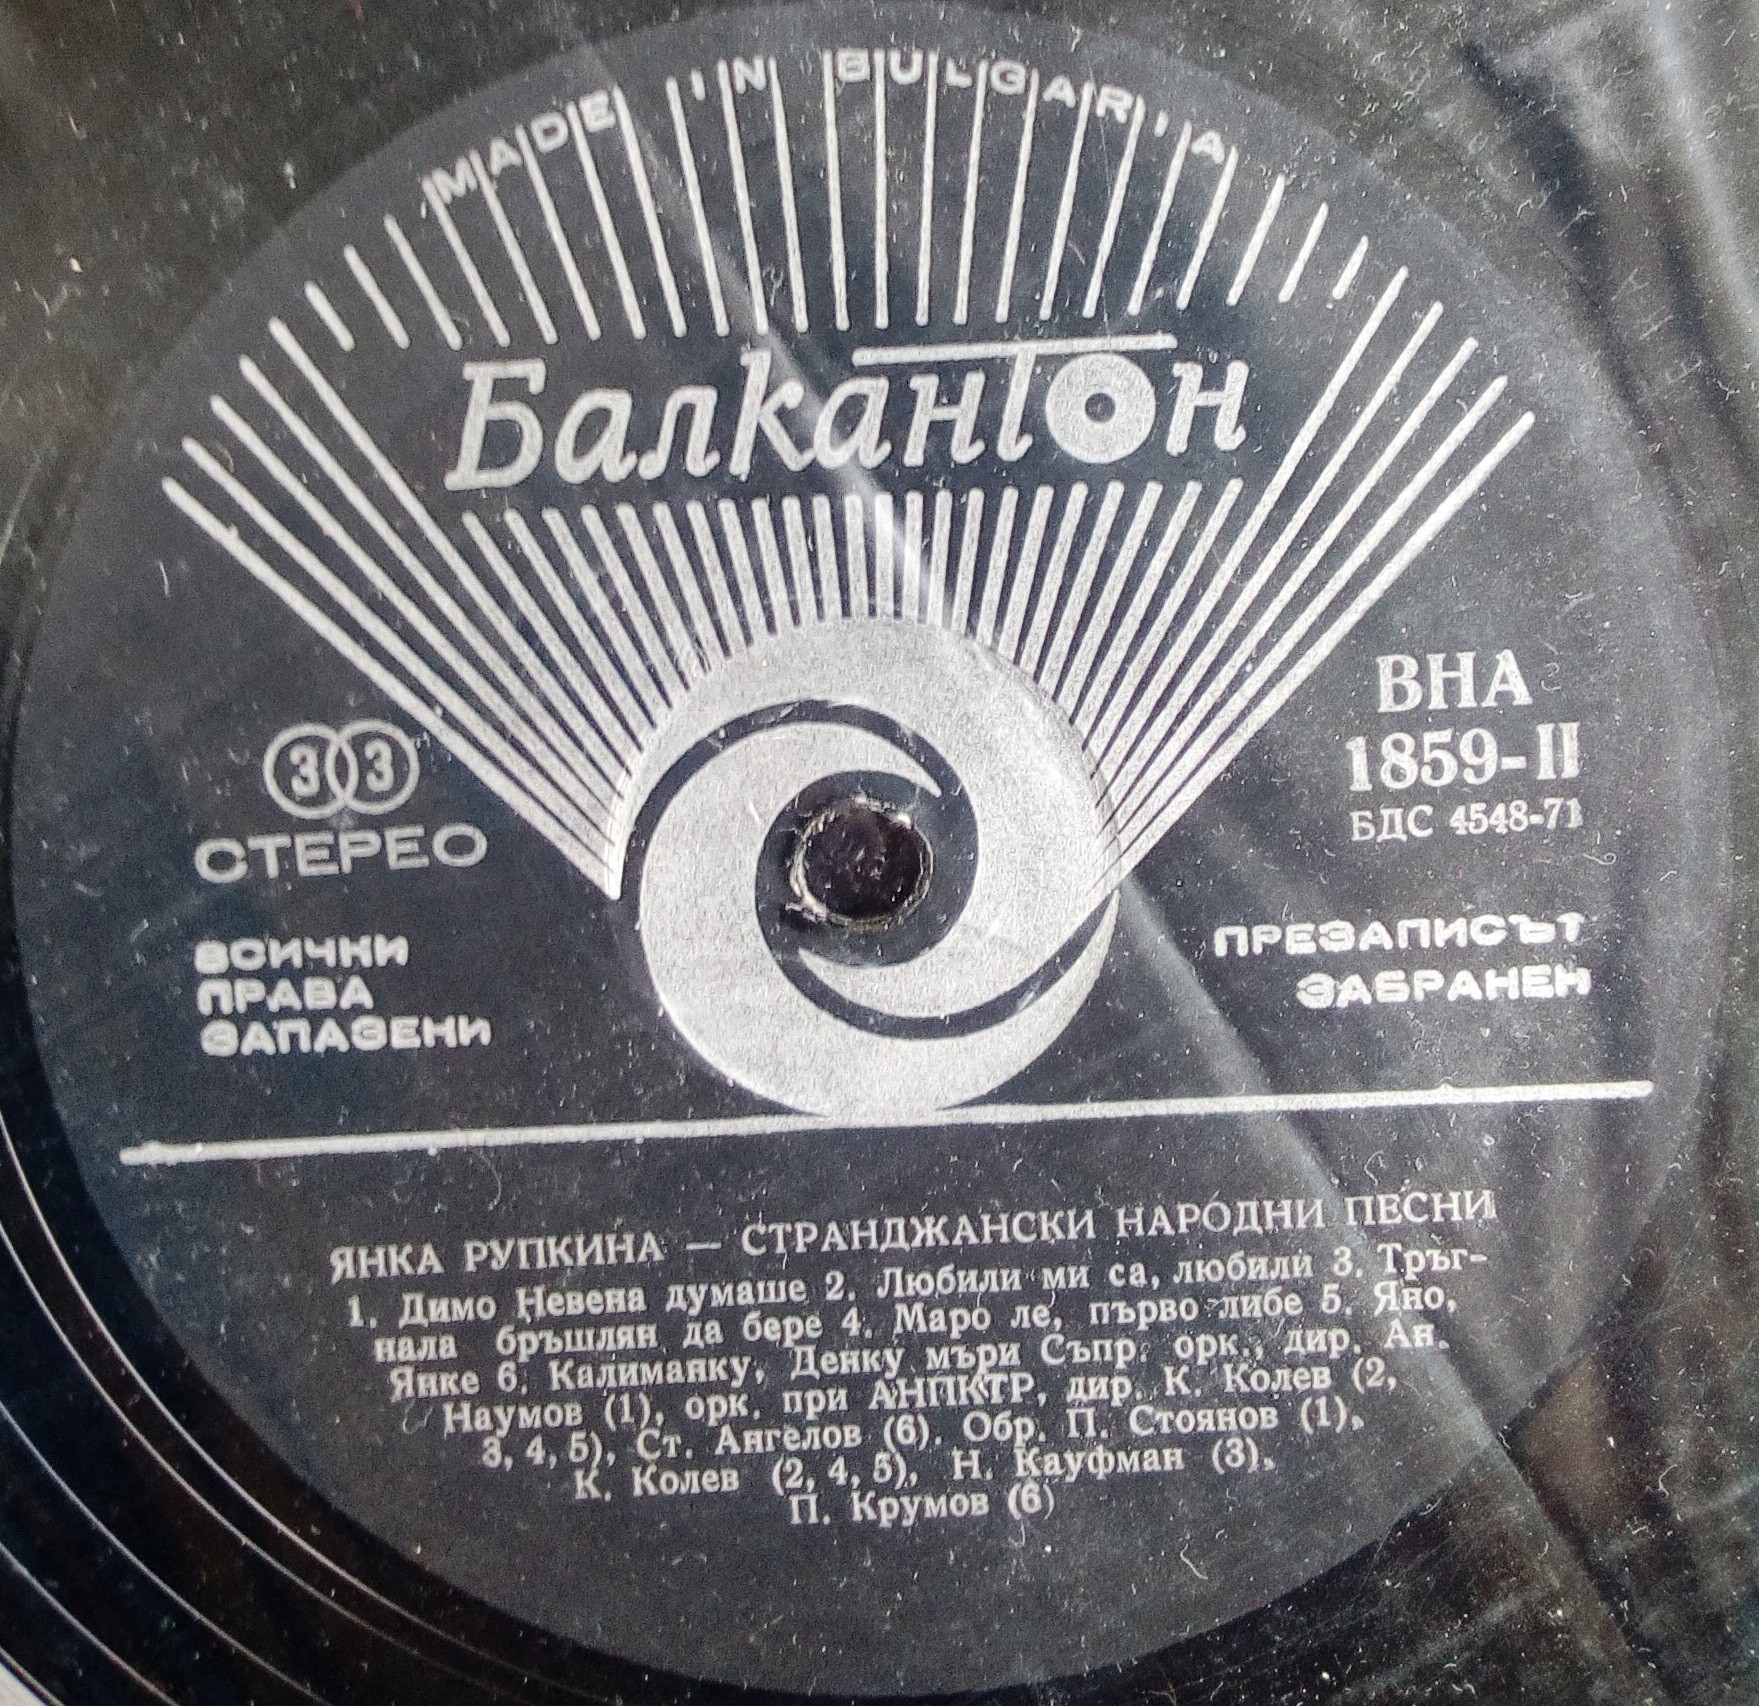 MADE IN BULGARIA
Балкантон
33
СТЕРЕО
ВСИЧКИ
ПРАВА
ЗАПАЗЕНИ
ВНА
1859-II
БДС 4548-71
ПРЕЗАПИСЪТ
ЗАБРАНЕН
ЯНКА РУПКИНА — СТРАНДЖАНСКИ НАРОДНИ ПЕСНИ
1. Димо Невена думаше 2. Любили ми са, любили 3. Тръг-
нала бръшлян да бере 4. Маро ле, първо либе 5. Яно,
Янке 6. Калиманку, Денку мъри Съпр. орк., дир. Ан.
Наумов (1), орк. при АНПКТР, дир. К. Колев (2,
3, 4, 5), Ст. Ангелов (6). Обр. П. Стоянов (1),
К. Колев (2, 4, 5), Н. Кауфман (3),
П. Крумов (6)